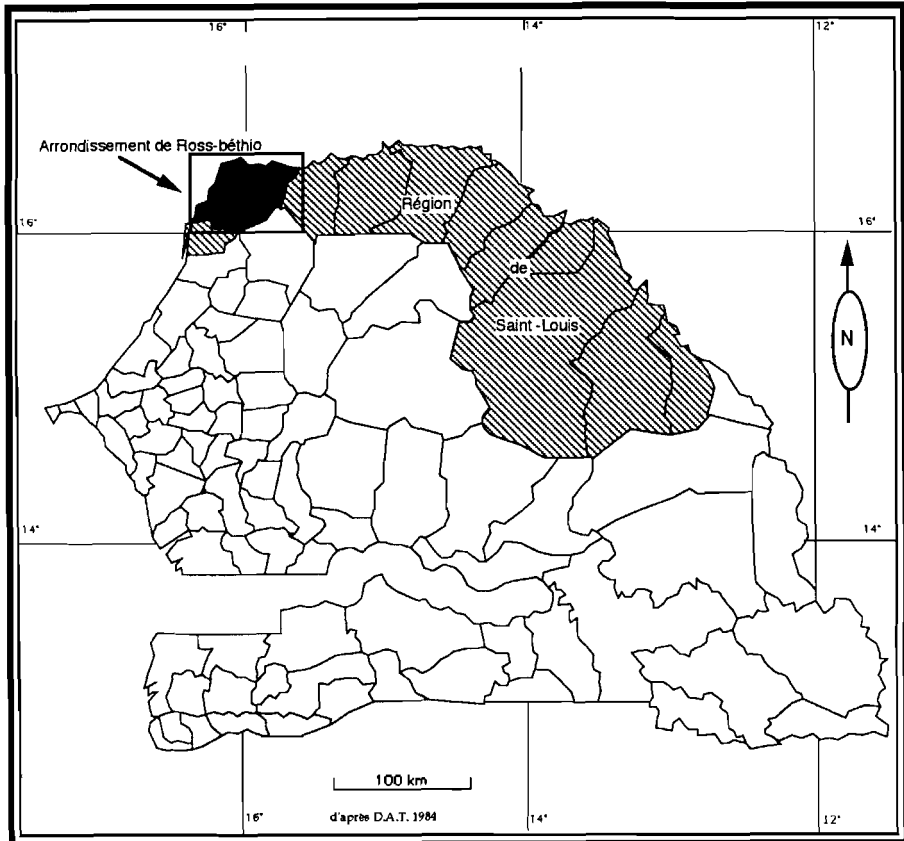 16°
14°
12°
Arrondissement de Ross-béthio
Région
16°
16°
de
Saint-Louis
N
14°
14°
100 km
d'après D.A.T. 1984
16°
14°
12°